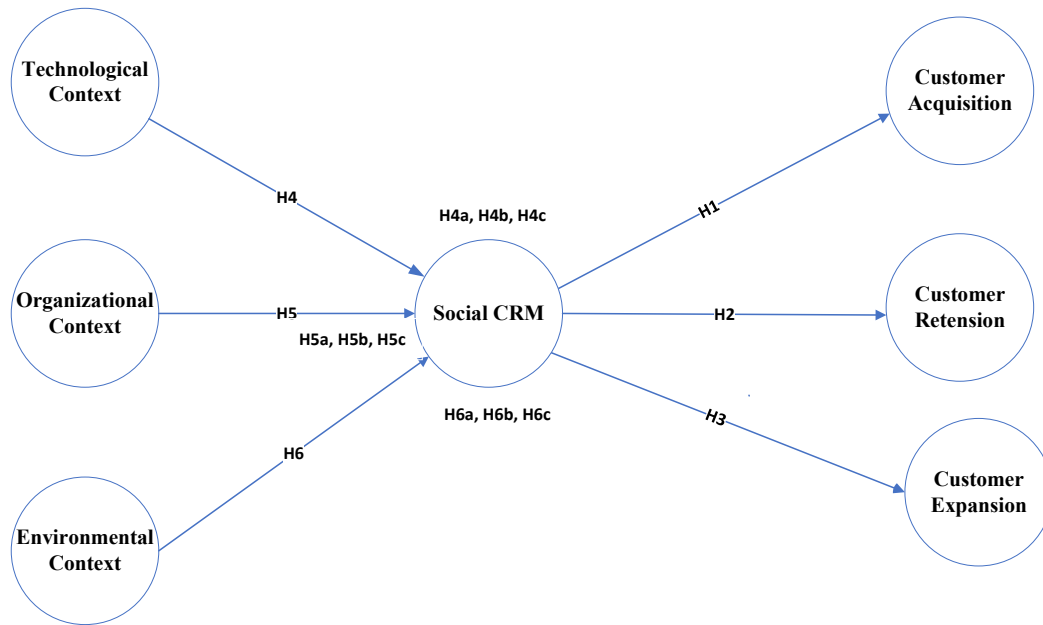 Technological
Context
Customer
Acquisition
H4
H4a, H4b, H4c
H1
Organizational
Context
H5
H5a, H5b, H5c
Social CRM
H2
Customer
Retension
H6a, H6b, H6c
H3
H6
Customer
Expansion
Environmental
Context